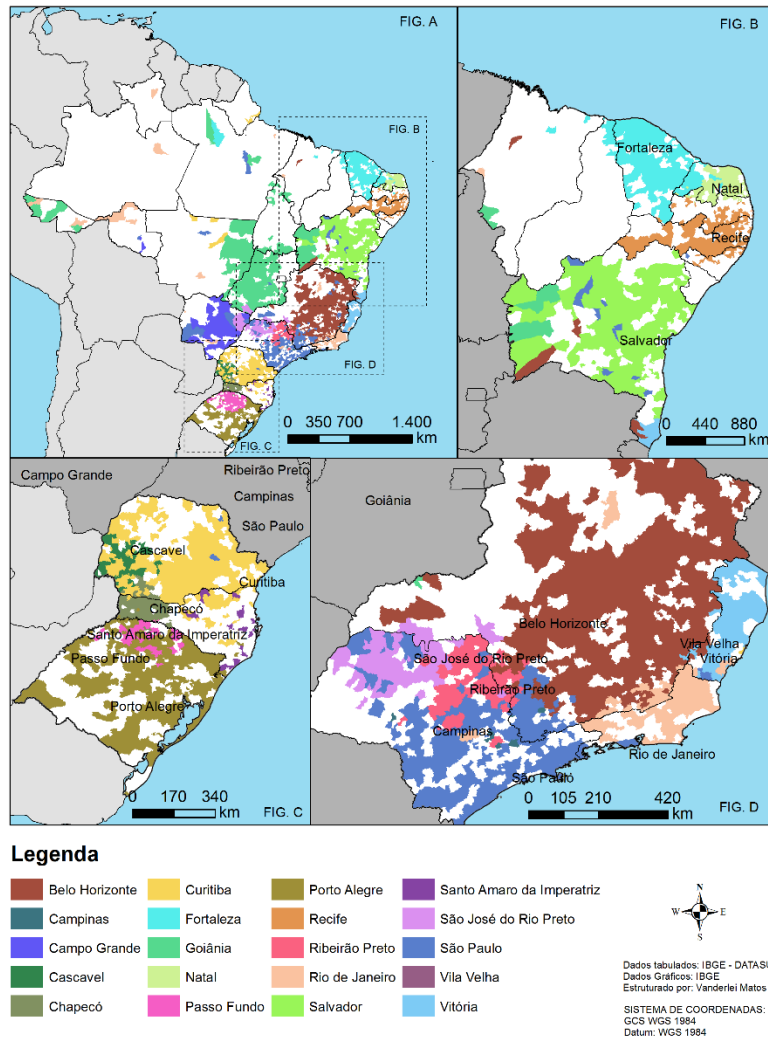 FIG. A
FIG. B
FIG. D
FIG. C
0 350 700 1.400
km
FIG. B
Fortaleza
Natal
Recife
Salvador
0 440 880
km
Campo Grande
Ribeirão Preto
Campinas
São Paulo
Cascavel
Curitiba
Chapecó
Santo Amaro da Imperatriz
Passo Fundo
Porto Alegre
0 170 340
km
FIG. C
Goiânia
Belo Horizonte
Vila Velha
Vitória
São José do Rio Preto
Ribeirão Preto
Campinas
Rio de Janeiro
São Paulo
0 105 210 420
km
FIG. D
Legenda
Belo Horizonte
Campinas
Campo Grande
Cascavel
Chapecó
Curitiba
Fortaleza
Goiânia
Natal
Passo Fundo
Porto Alegre
Recife
Ribeirão Preto
Rio de Janeiro
Salvador
Santo Amaro da Imperatriz
São José do Rio Preto
São Paulo
Vila Velha
Vitória
N
W E
S
Dados tabulados: IBGE - DATASU
Dados Gráficos: IBGE
Estruturado por: Vanderlei Matos
SISTEMA DE COORDENADAS:
GCS WGS 1984
Datum: WGS 1984